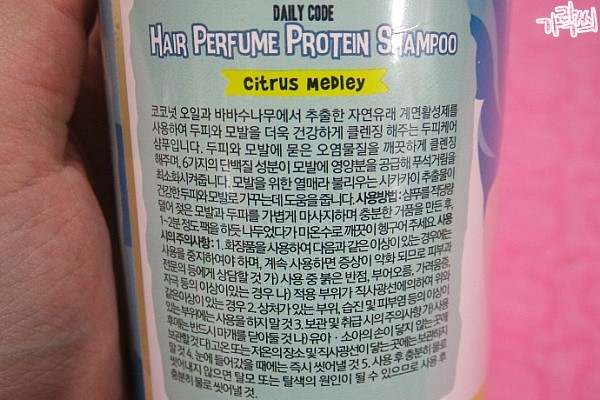 DAILY CODE
HAIR PERFUME PROTEIN SHAMPOO
citrus Medley
코코넛 오일과 바바수나무에서 추출한 자연유래 계면활성제를
사용하여 두피와 모발을 더욱 건강하게 클렌징 해주는 두피케어
샴푸입니다. 두피와 모발에 묻은 오염물질을 깨끗하게 클렌징
해주며, 6가지의 단백질 성분이 모발에 영양분을 공급해 푸석거림을
최소화시켜줍니다. 모발을 위한 열매라 불리우는 시카카이 추출물이
건강한 두피와 모발로 가꾸는데 도움을 줍니다. 사용방법 : 샴푸를 적당량
덜어 젖은 모발과 두피를 가볍게 마사지하며 충분한 거품을 만든 후,
1~2분 정도 팩을 하듯 나두었다가 미온수로 깨끗이 헹구어 주세요. 사용
시의 주의사항 : 1. 화장품을 사용하여 다음과 같은 이상이 있는 경우에는
사용을 중지하여야 하며, 계속 사용하면 증상이 악화 되므로 피부과
전문의 등에게 상담할 것 가) 사용 중 붉은 반점, 부어오름, 가려움증,
자극 등의 이상이 있는 경우 나) 적용 부위가 직사광선에의하여 위와
같은이상이 있는 경우 2. 상처가 있는 부위, 습진 및 피부염 등의 이상이
있는 부위에는 사용을 하지 말 것 3. 보관 및 취급 시의 주의사항 가) 사용
후에는 반드시 마개를 닫아둘 것 나) 유아·소아의 손이 닿지 않는 곳에
보관할 것 다) 고온 또는 저온의 장소 및 직사광선이 닿는 곳에는 보관하지
말 것 4. 눈에 들어갔을 때에는 즉시 씻어낼 것 5. 사용 후 충분히 물로
씻어내지 않으면 탈모 또는 탈색의 원인이 될 수 있으므로 사용 후
충분히 물로 씻어낼 것.